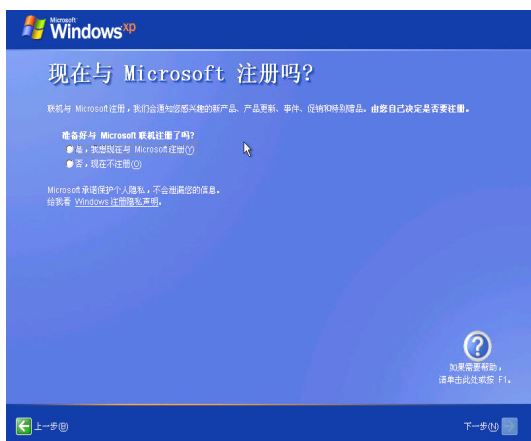 Microsoft
Windows xp
现在与 Microsoft 注册吗?
联机与 Microsoft 注册,我们会通知您感兴趣的新产品、产品更新、事件、促销和特别赠品。由您自己决定是否要注册。
准备好与 Microsoft 联机注册了吗?
是,我想现在与 Microsoft 注册(Y)
否,现在不注册(O)
Microsoft 承诺保护个人隐私,不会泄漏您的信息。
给我看 Windows 注册隐私声明。
如果需要帮助,
请单击此处或按 F1。
上一步(B)
下一步(N)